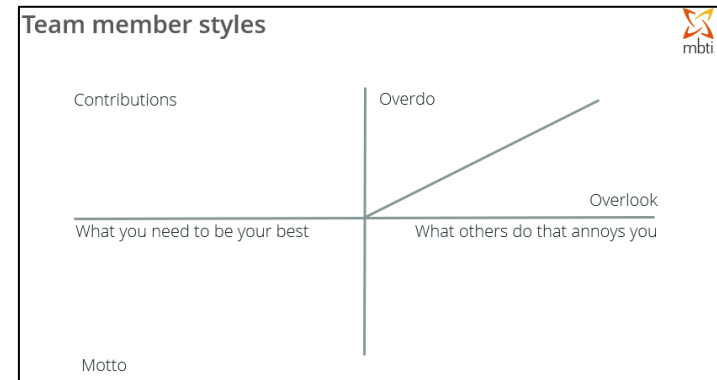 Team member styles
mbti.
Contributions
Overdo
Overlook
What you need to be your best
What others do that annoys you
Motto